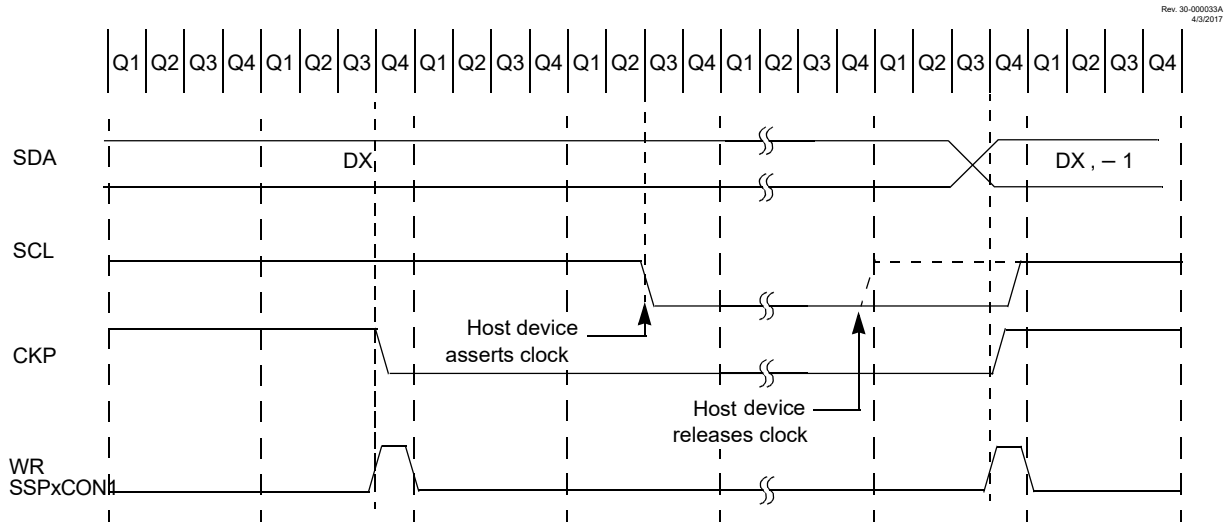 Rev. 30-000033A
4/3/2017
Q1 Q2 Q3 Q4 Q1 Q2 Q3 Q4 Q1 Q2 Q3 Q4 Q1 Q2 Q3 Q4 Q1 Q2 Q3 Q4 Q1 Q2 Q3 Q4 Q1 Q2 Q3 Q4
SDA
DX
DX , – 1
SCL
Host device
asserts clock
CKP
Host device
releases clock
WR
SSPxCON1